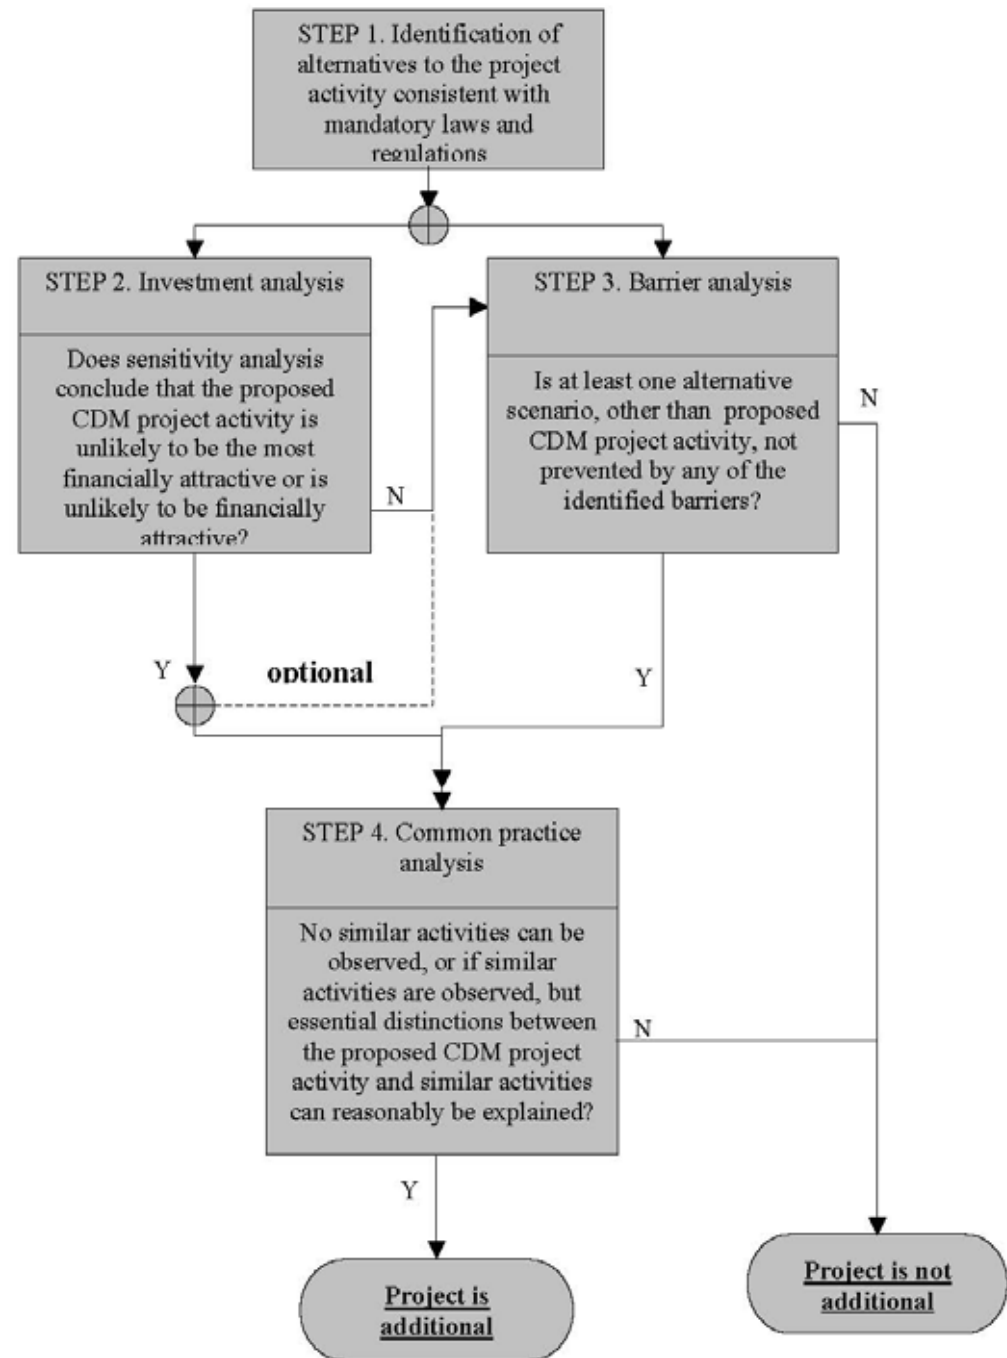 STEP 1. Identification of
alternatives to the project
activity consistent with
mandatory laws and
regulations
STEP 2. Investment analysis
Does sensitivity analysis
conclude that the proposed
CDM project activity is
unlikely to be the most
financially attractive or is
unlikely to be financially
attractive?
N
Y
optional
STEP 3. Barrier analysis
Is at least one alternative
scenario, other than proposed
CDM project activity, not
prevented by any of the
identified barriers?
N
Y
STEP 4. Common practice
analysis
No similar activities can be
observed, or if similar
activities are observed, but
essential distinctions between
the proposed CDM project
activity and similar activities
can reasonably be explained?
N
Y
Project is
additional
Project is not
additional